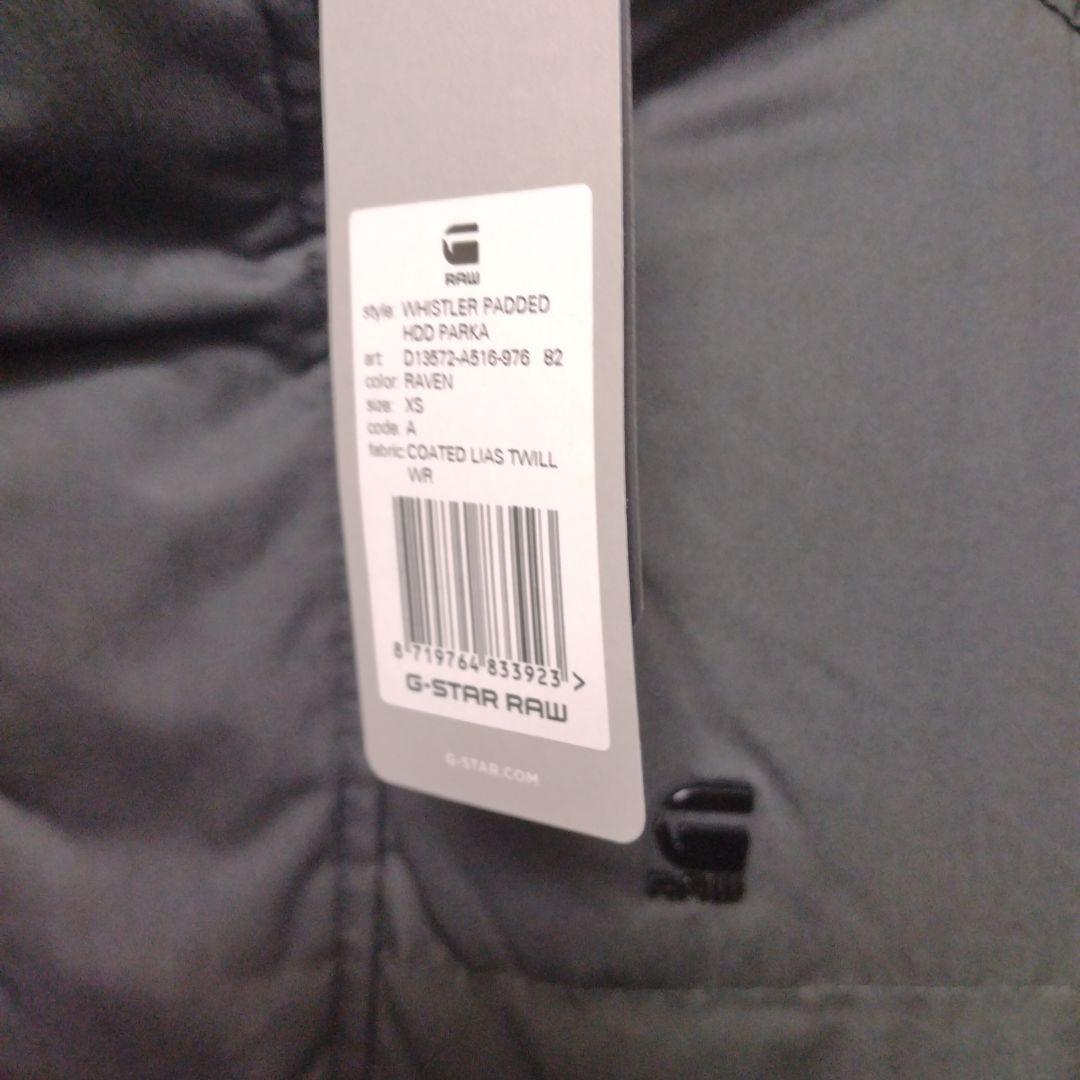 RAW
style: WHISTLER PADDED
HDD PARKA
art: D13572-A516-976 B2
color: RAVEN
size: XS
code: A
fabric: COATED LIAS TWILL
WR
8 719764 833923 >
G-STAR RAW
G-STAR.COM
RAW